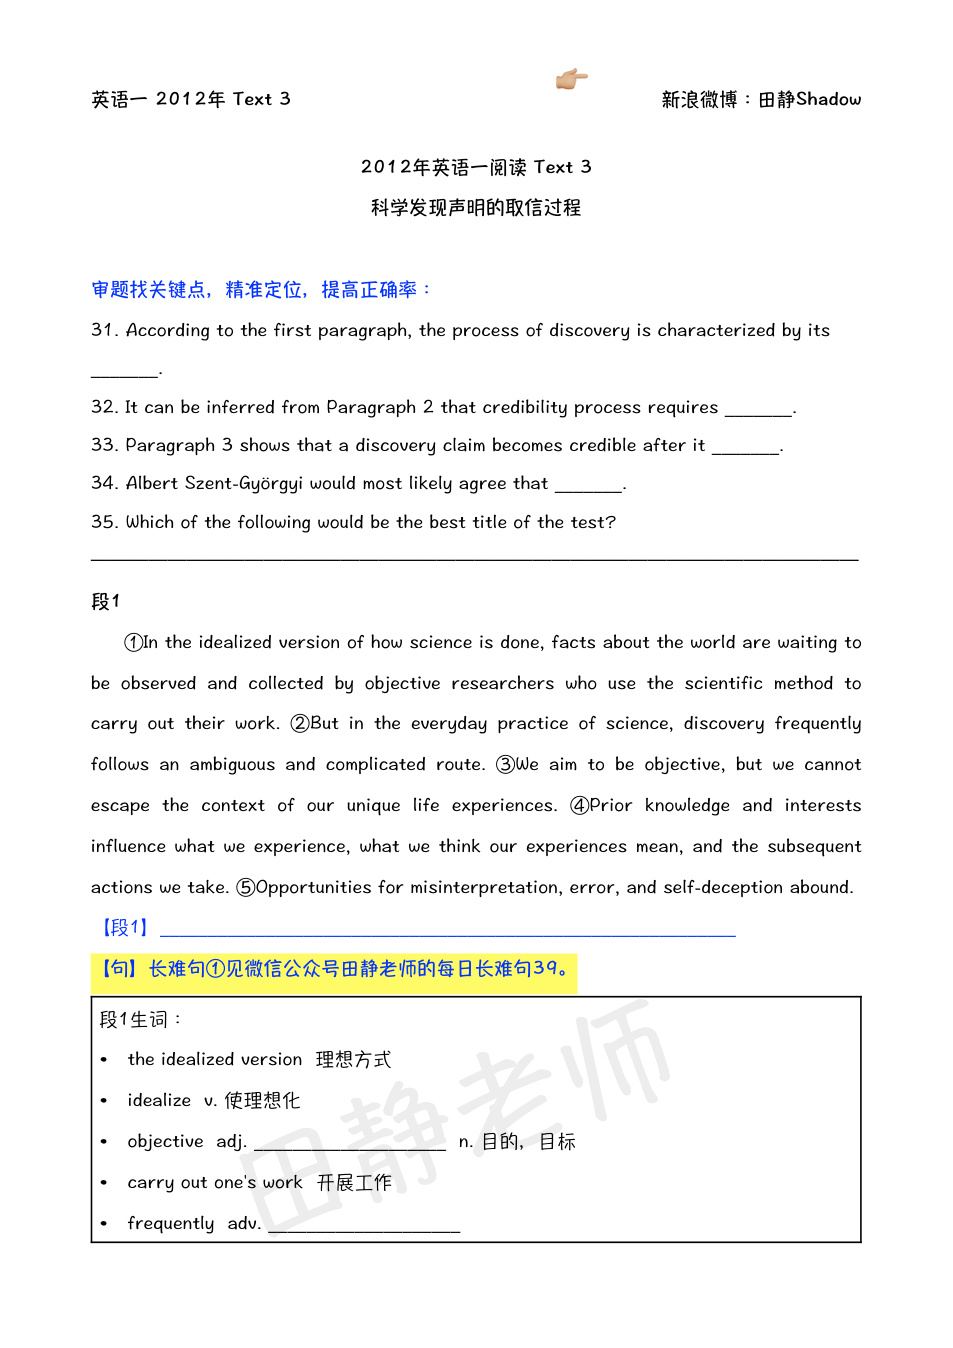 英语一 2012年 Text 3 新浪微博：田静Shadow
2012年英语一阅读 Text 3
科学发现声明的取信过程
审题找关键点，精准定位，提高正确率：
31. According to the first paragraph, the process of discovery is characterized by its
_______.
32. It can be inferred from Paragraph 2 that credibility process requires _______.
33. Paragraph 3 shows that a discovery claim becomes credible after it _______.
34. Albert Szent-Györgyi would most likely agree that _______.
35. Which of the following would be the best title of the test?
段1
①In the idealized version of how science is done, facts about the world are waiting to
be observed and collected by objective researchers who use the scientific method to
carry out their work. ②But in the everyday practice of science, discovery frequently
follows an ambiguous and complicated route. ③We aim to be objective, but we cannot
escape the context of our unique life experiences. ④Prior knowledge and interests
influence what we experience, what we think our experiences mean, and the subsequent
actions we take. ⑤Opportunities for misinterpretation, error, and self-deception abound.
【段1】____________________________________________________________
【句】长难句①见微信公众号田静老师的每日长难句39。
段1生词：
• the idealized version 理想方式
• idealize v. 使理想化
• objective adj. ____________________ n. 目的，目标
• carry out one's work 开展工作
• frequently adv. ____________________
田静老师